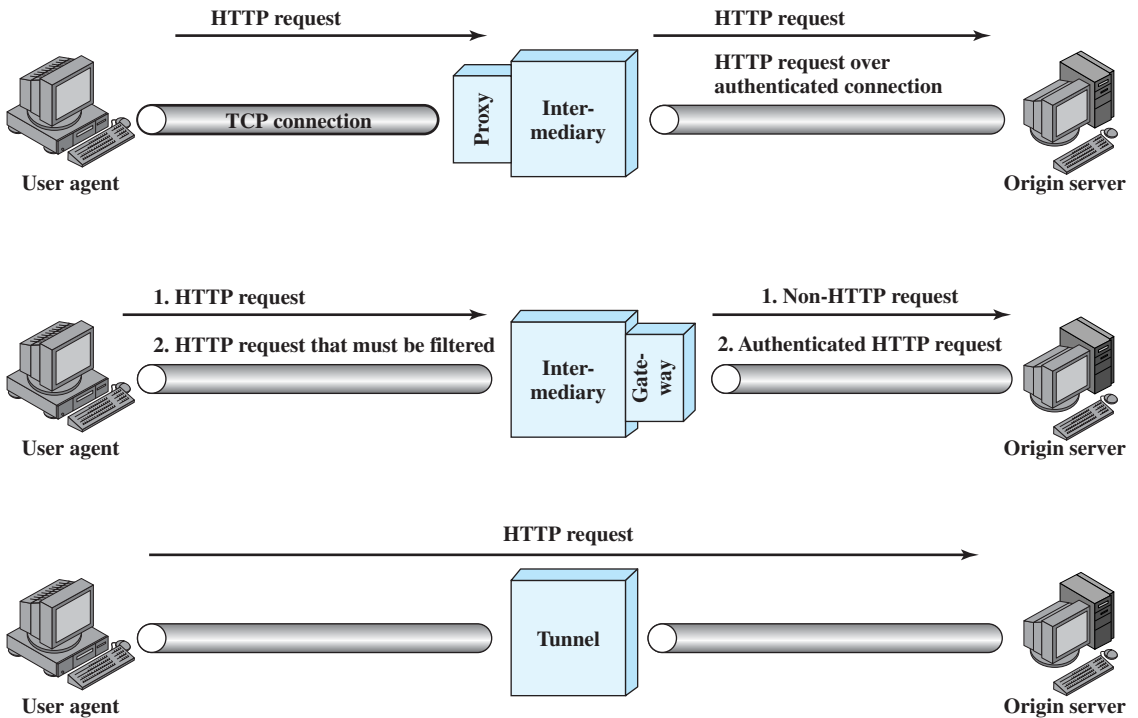 HTTP request
HTTP request
HTTP request over
authenticated connection
TCP connection
Proxy
Inter-
mediary
User agent
Origin server
1. HTTP request
1. Non-HTTP request
2. HTTP request that must be filtered
2. Authenticated HTTP request
Inter-
mediary
Gate-
way
User agent
Origin server
HTTP request
Tunnel
User agent
Origin server